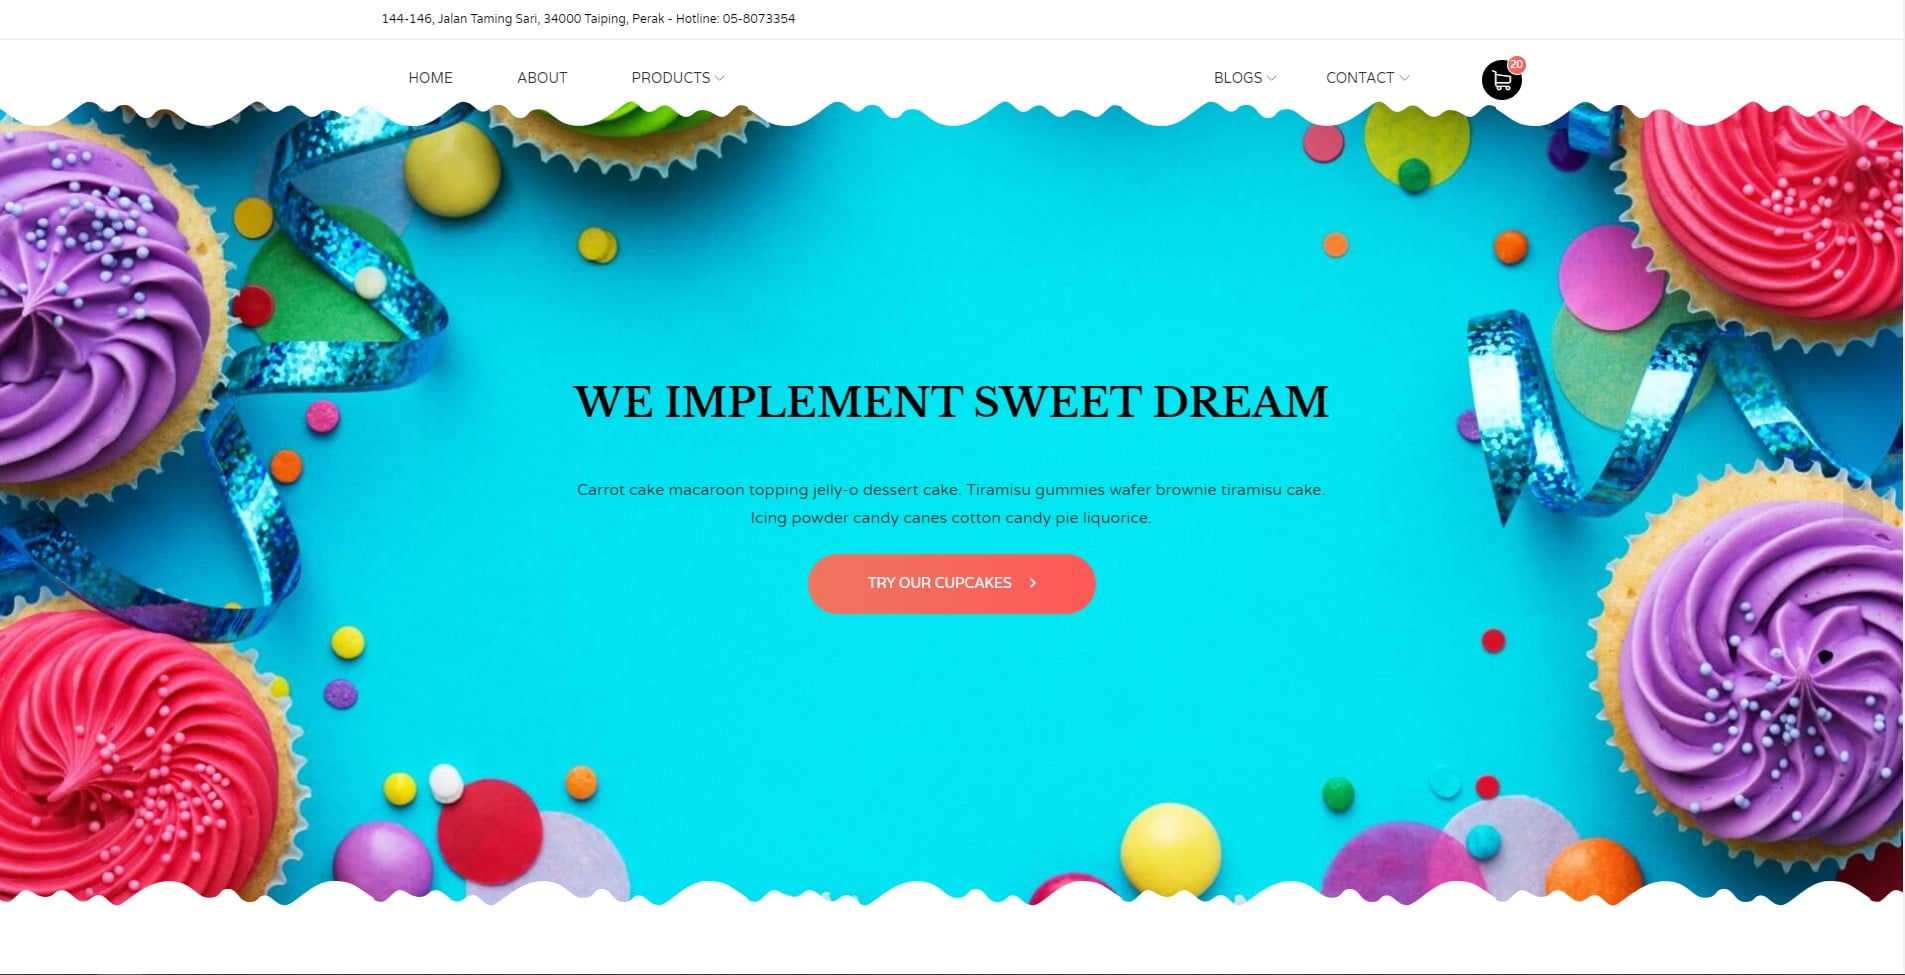 144-146, Jalan Taming Sari, 34000 Taiping, Perak - Hotline: 05-8073354
HOME ABOUT PRODUCTS BLOGS CONTACT 20
WE IMPLEMENT SWEET DREAM
Carrot cake macaroon topping jelly-o dessert cake. Tiramisu gummies wafer brownie tiramisu cake.
Icing powder candy canes cotton candy pie liquorice.
TRY OUR CUPCAKES